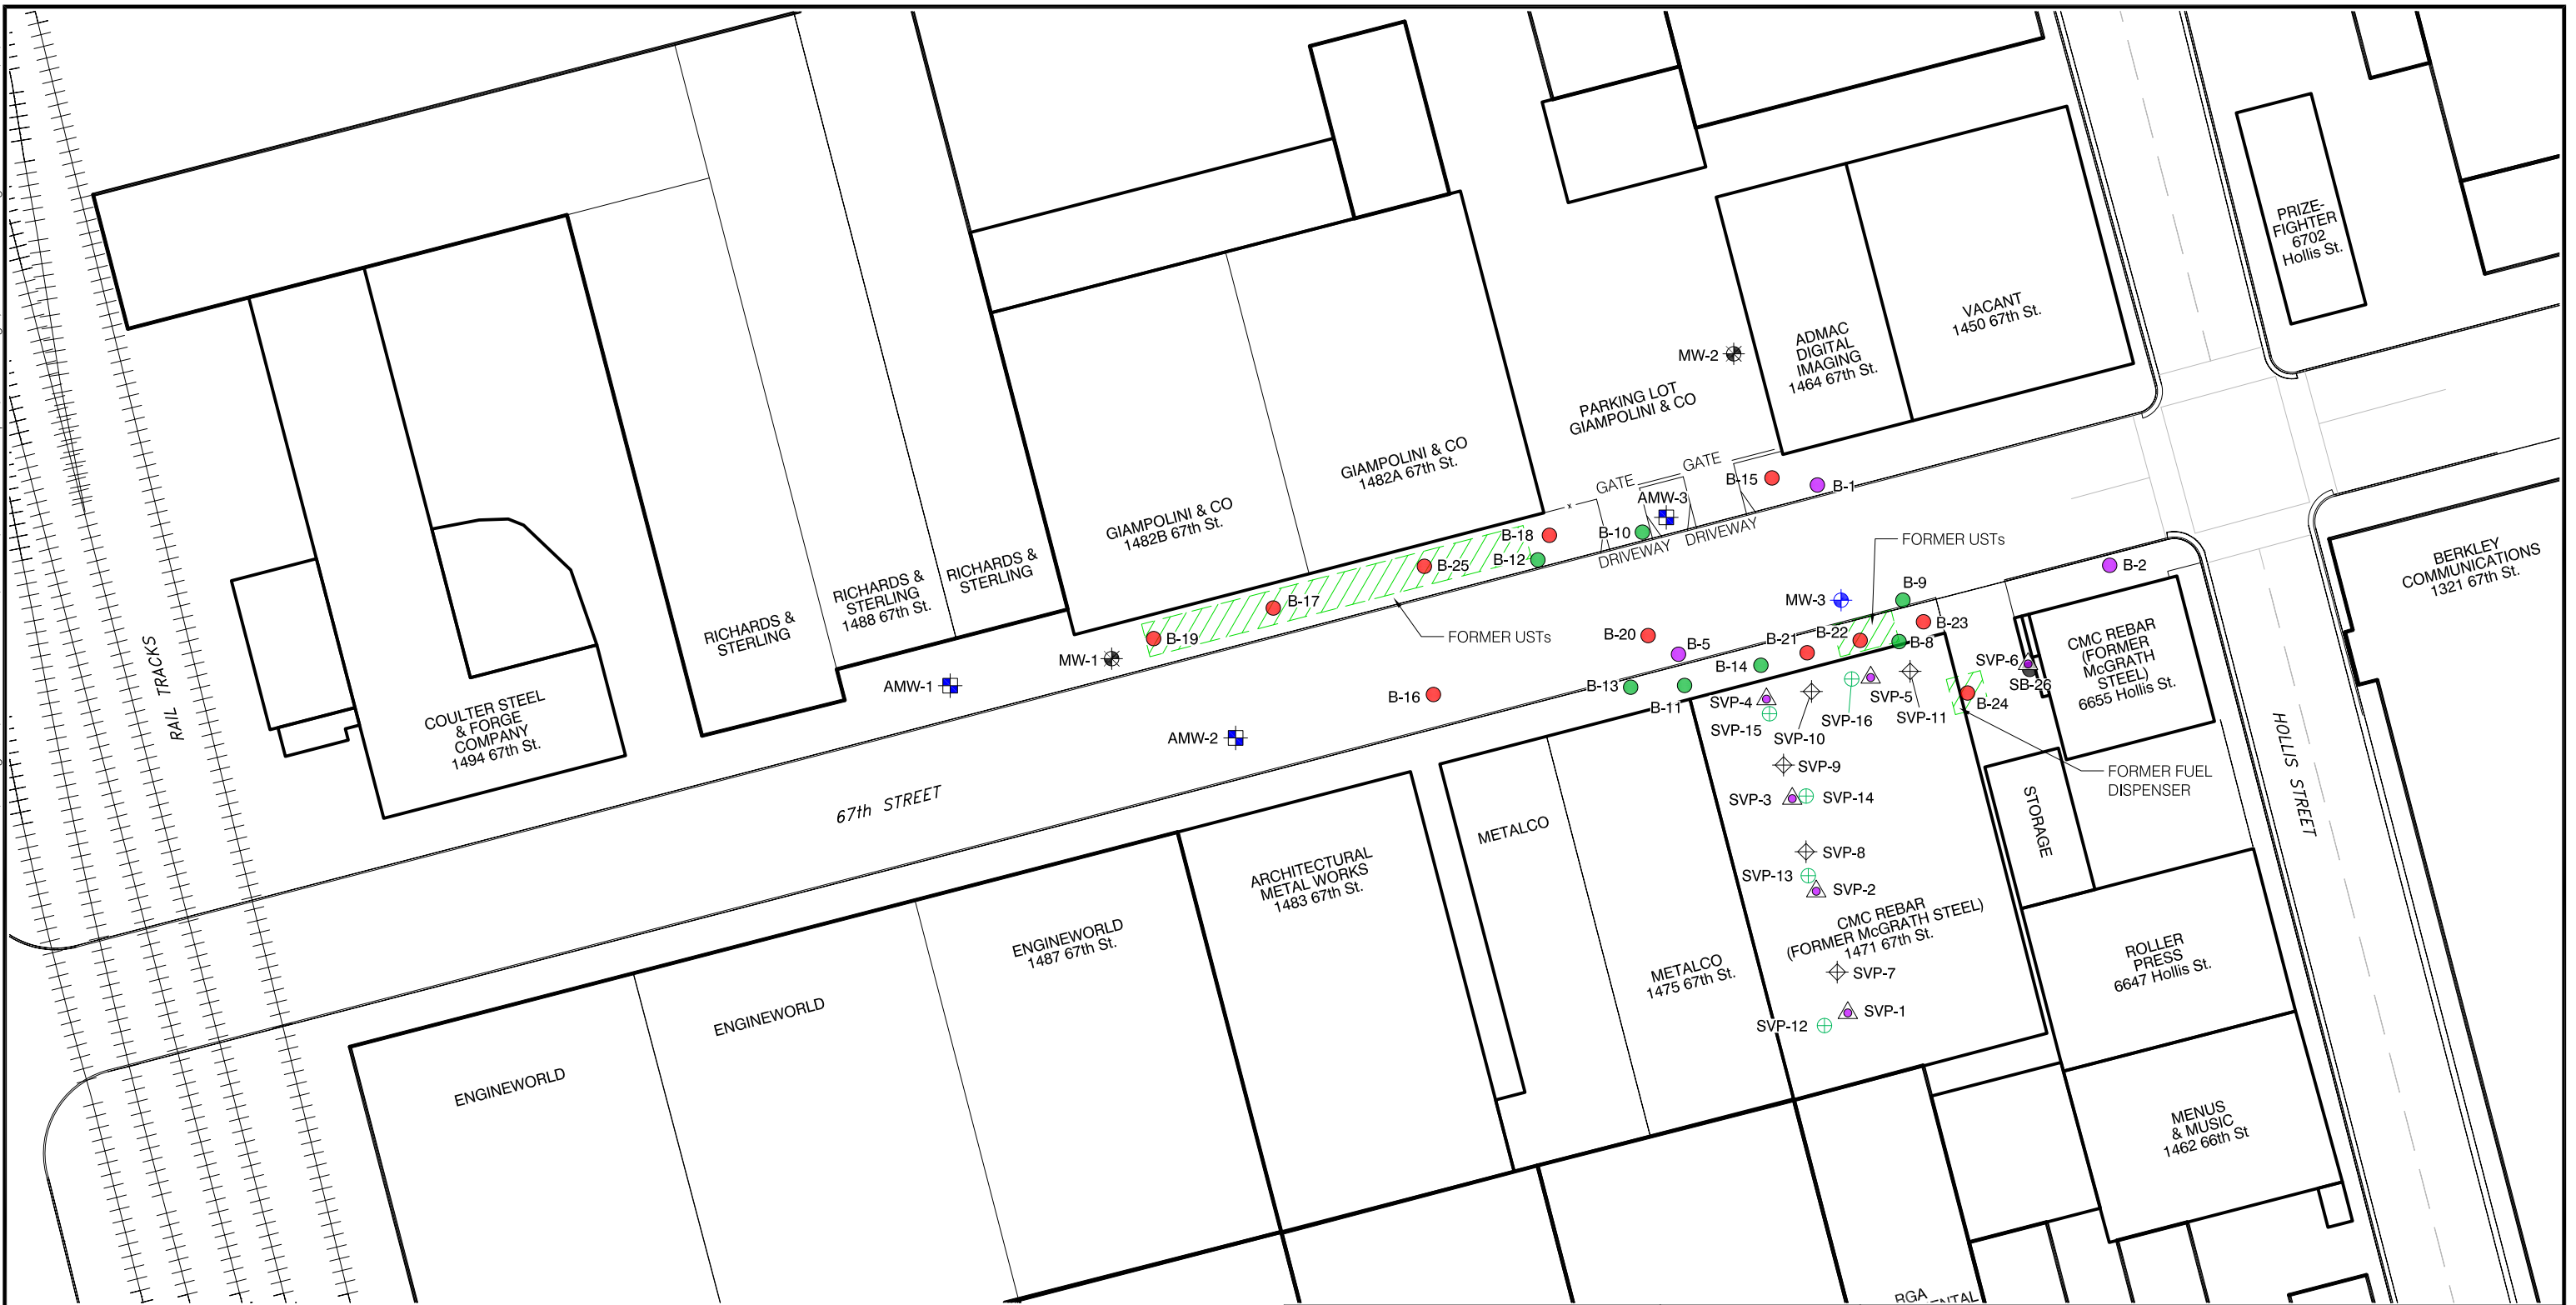 PRIZE-
FIGHTER
6702
Hollis St.
VACANT
1450 67th St.
ADMAC
DIGITAL
IMAGING
1464 67th St.
MW-2
PARKING LOT
GIAMPOLINI & CO
GIAMPOLINI & CO
1482A 67th St.
GIAMPOLINI & CO
1482B 67th St.
GATE
GATE
B-15
B-1
AMW-3
B-18
B-10
DRIVEWAY
DRIVEWAY
B-12
B-25
FORMER USTs
BERKLEY
COMMUNICATIONS
1321 67th St.
B-2
RICHARDS &
STERLING
RICHARDS &
STERLING
1488 67th St.
RICHARDS &
STERLING
B-17
B-19
FORMER USTs
MW-3
B-9
B-23
B-20
B-5
B-21
B-22
B-8
B-14
MW-1
AMW-1
B-13
B-11
B-16
AMW-2
CMC REBAR
(FORMER
McGRATH
STEEL)
6655 Hollis St.
SVP-6
SB-26
B-24
SVP-4
SVP-15
SVP-10
SVP-16
SVP-5
SVP-11
RAIL TRACKS
COULTER STEEL
& FORGE
COMPANY
1494 67th St.
67th STREET
HOLLIS STREET
SVP-9
FORMER FUEL
DISPENSER
SVP-3
SVP-14
STORAGE
METALCO
SVP-8
SVP-13
SVP-2
ARCHITECTURAL
METAL WORKS
1483 67th St.
CMC REBAR
(FORMER McGRATH STEEL)
1471 67th St.
ENGINEWORLD
1487 67th St.
METALCO
1475 67th St.
SVP-7
ROLLER
PRESS
6647 Hollis St.
SVP-1
SVP-12
ENGINEWORLD
ENGINEWORLD
MENUS
& MUSIC
1462 66th St
RGA